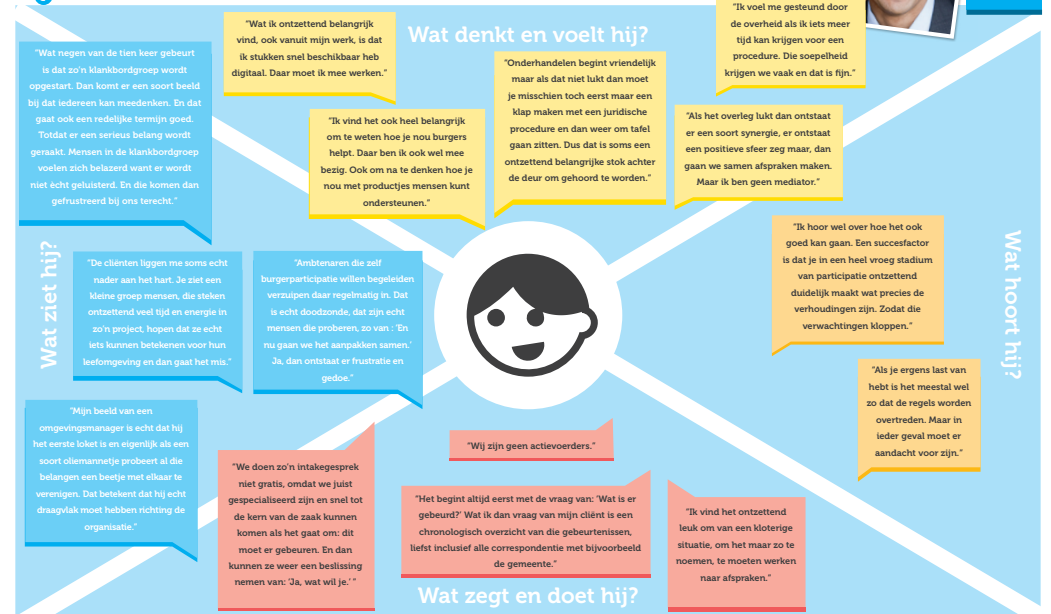 Wat denkt en voelt hij?
"Wat ik ontzettend belangrijk
vind, ook vanuit mijn werk, is dat
ik stukken snel beschikbaar heb
digitaal. Daar moet ik mee werken."
"Ik vind het ook heel belangrijk
om te weten hoe je nou burgers
helpt. Daar ben ik ook wel mee
bezig. Ook om na te denken hoe je
nou met productjes mensen kunt
ondersteunen."
"Onderhandelen begint vriendelijk
maar als dat niet lukt dan moet
je misschien toch eerst maar een
klap maken met een juridische
procedure en dan weer om tafel
gaan zitten. Dus dat is soms een
ontzettend belangrijke stok achter
de deur om gehoord te worden."
"Ik voel me gesteund door
de overheid als ik iets meer
tijd kan krijgen voor een
procedure. Die soepelheid
krijgen we vaak en dat is fijn."
"Als het overleg lukt dan ontstaat
er een soort synergie, er ontstaat
een positieve sfeer zeg maar, dan
gaan we samen afspraken maken.
Maar ik ben geen mediator."
Wat ziet hij?
"Wat negen van de tien keer gebeurt
is dat zo'n klankbordgroep wordt
opgestart. Dan komt er een soort beeld
bij dat iedereen kan meedenken. En dat
gaat ook een redelijke termijn goed.
Totdat er een serieus belang wordt
geraakt. Mensen in de klankbordgroep
voelen zich belazerd want er wordt
niet écht geluisterd. En die komen dan
gefrustreerd bij ons terecht."
"De cliënten liggen me soms echt
nader aan het hart. Je ziet een
kleine groep mensen, die steken
ontzettend veel tijd en energie in
zo'n project, hopen dat ze echt
iets kunnen betekenen voor hun
leefomgeving en dan gaat het mis."
"Ambtenaren die zelf
burgerparticipatie willen begeleiden
verzuipen daar regelmatig in. Dat
is echt doodzonde, dat zijn echt
mensen die proberen, zo van : 'En
nu gaan we het aanpakken samen.'
Ja, dan ontstaat er frustratie en
gedoe."
"Mijn beeld van een
omgevingsmanager is echt dat hij
het eerste loket is en eigenlijk als een
soort oliemannetje probeert al die
belangen een beetje met elkaar te
verenigen. Dat betekent dat hij echt
draagvlak moet hebben richting de
organisatie."
Wat hoort hij?
"Ik hoor wel over hoe het ook
goed kan gaan. Een succesfactor
is dat je in een heel vroeg stadium
van participatie ontzettend
duidelijk maakt wat precies de
verhoudingen zijn. Zodat die
verwachtingen kloppen."
"Als je ergens last van
hebt is het meestal wel
zo dat de regels worden
overtreden. Maar in
ieder geval moet er
aandacht voor zijn."
"Wij zijn geen actievoerders."
"We doen zo'n intakegesprek
niet gratis, omdat we juist
gespecialiseerd zijn en snel tot
de kern van de zaak kunnen
komen als het gaat om: dit
moet er gebeuren. En dan
kunnen ze weer een beslissing
nemen van: 'Ja, wat wil je.' "
"Het begint altijd eerst met de vraag van: 'Wat is er
gebeurd?' Wat ik dan vraag van mijn cliënt is een
chronologisch overzicht van die gebeurtenissen,
liefst inclusief alle correspondentie met bijvoorbeeld
de gemeente."
"Ik vind het ontzettend
leuk om van een kloterige
situatie, om het maar zo te
noemen, te moeten werken
naar afspraken."
Wat zegt en doet hij?